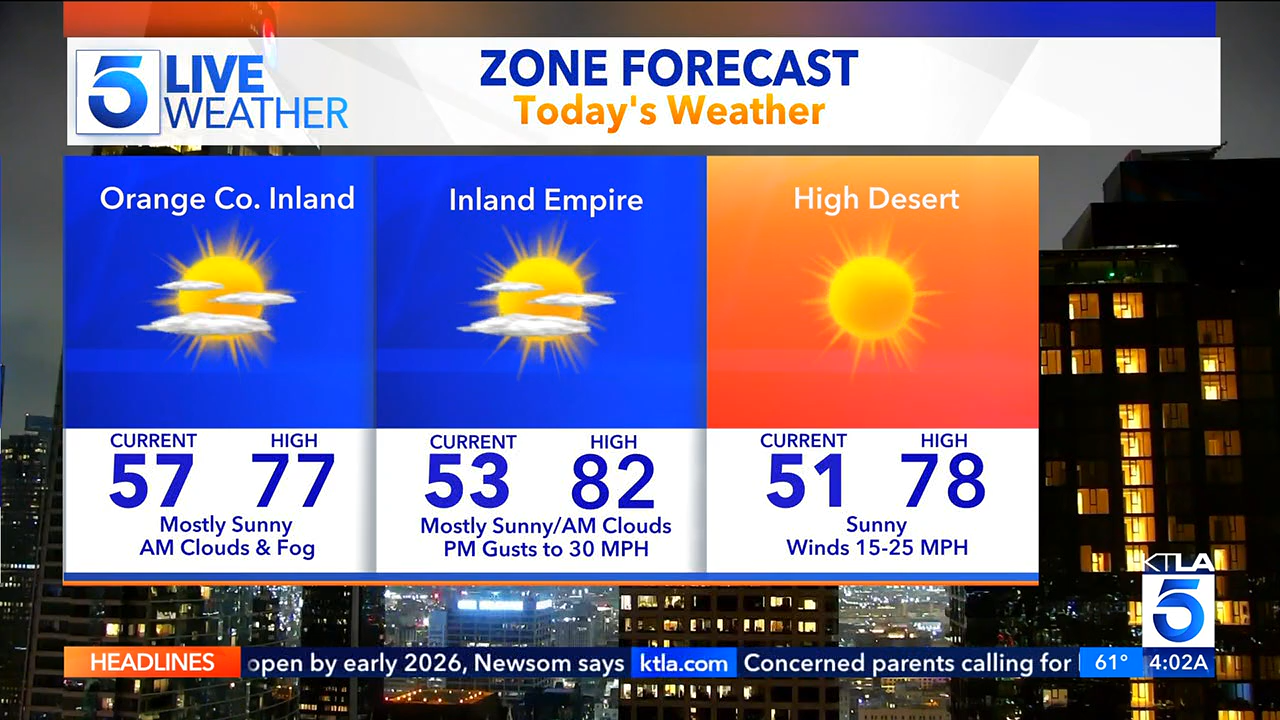 5 LIVE
WEATHER
ZONE FORECAST
Today's Weather
Orange Co. Inland
CURRENT HIGH
57 77
Mostly Sunny
AM Clouds & Fog
Inland Empire
CURRENT HIGH
53 82
Mostly Sunny/AM Clouds
PM Gusts to 30 MPH
High Desert
CURRENT HIGH
51 78
Sunny
Winds 15-25 MPH
KTLA
5
HEADLINES open by early 2026, Newsom says ktla.com Concerned parents calling for 61° 4:02A